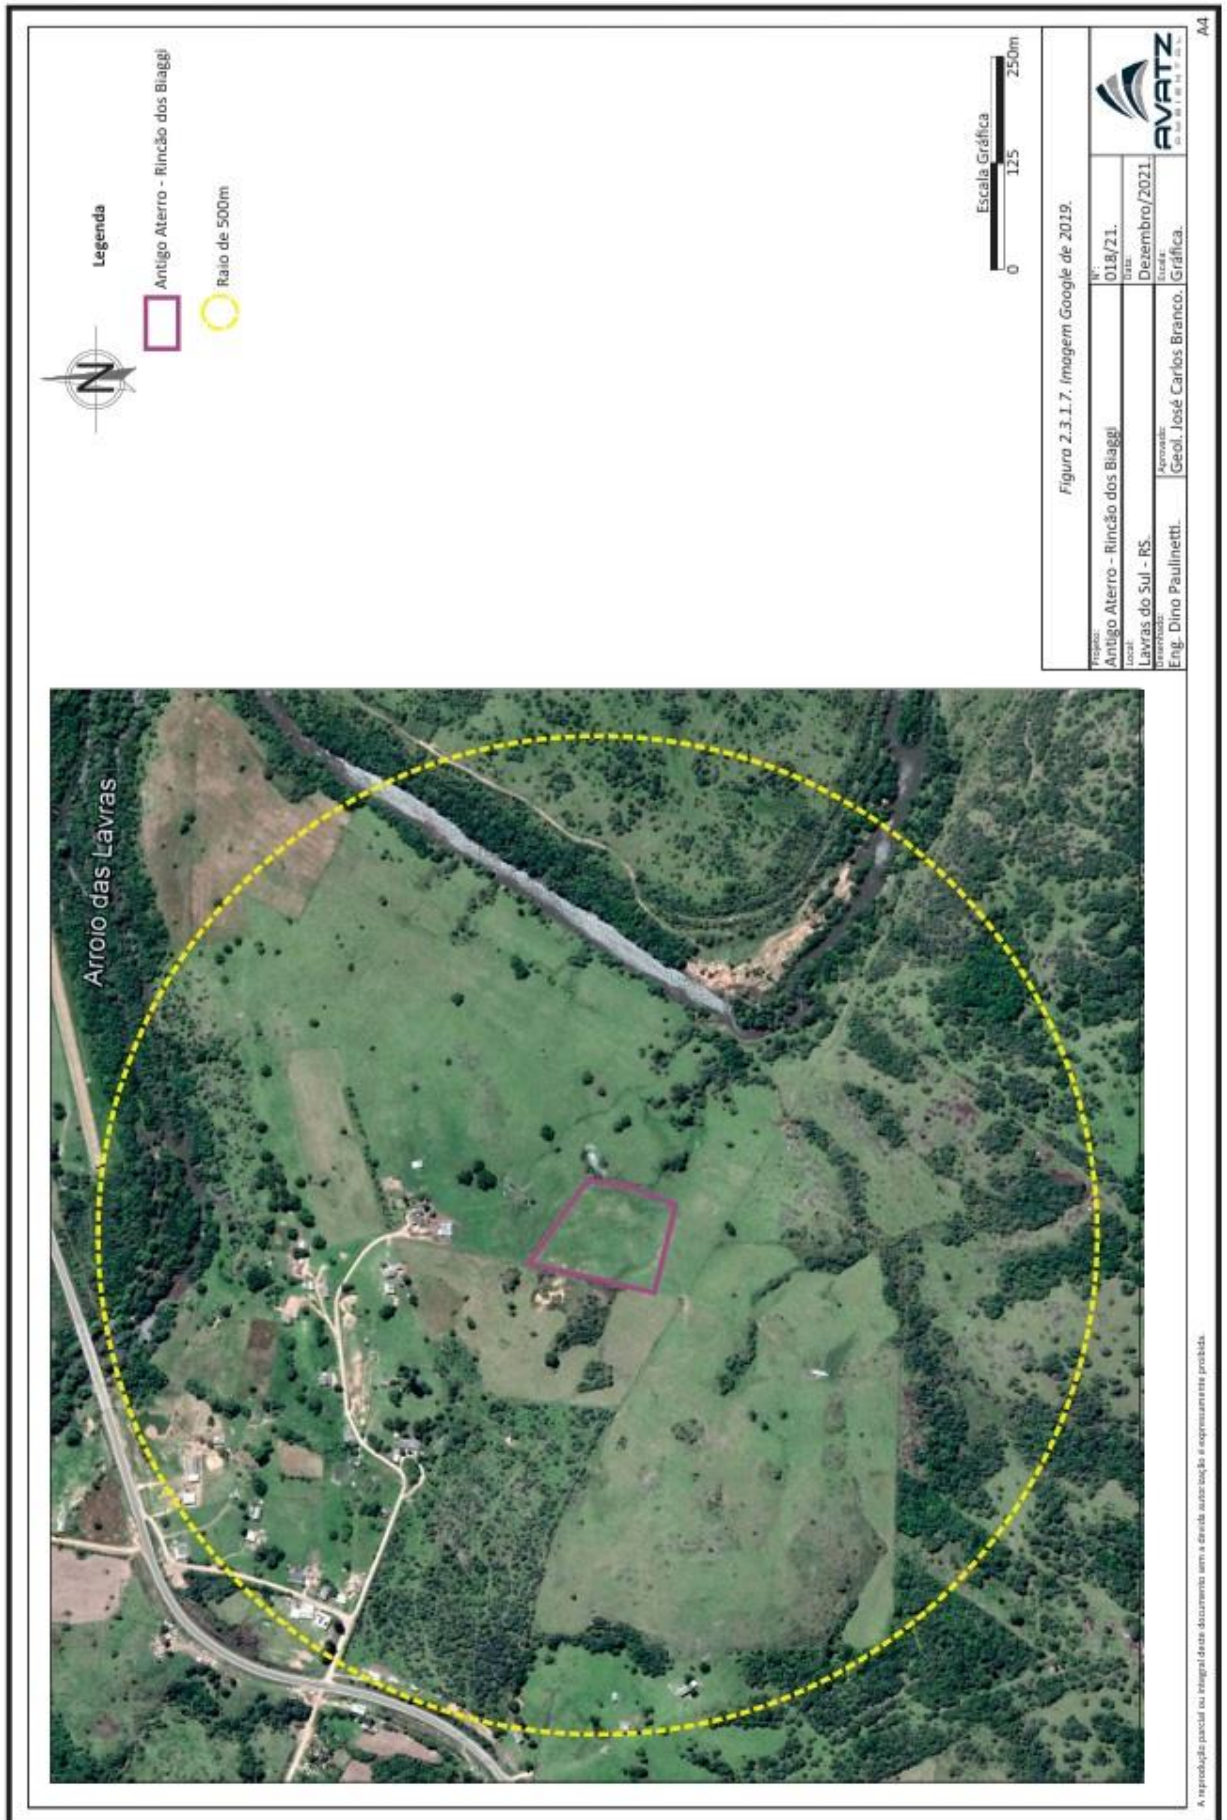 Arroio das Lavras
N
Legenda
Antigo Aterro - Rincão dos Biaggi
Raio de 500m
Escala Gráfica
0 125 250m
Figura 2.3.1.7. Imagem Google de 2019.
Projeto:
Antigo Aterro - Rincão dos Biaggi
Nº:
018/21.
Local:
Lavras do Sul - RS.
Data:
Dezembro/2021.
Desenhado:
Eng. Dino Paulinetti.
Aprovado:
Geol. José Carlos Branco.
Escala:
Gráfica.
AVATZ
AMBIENTAL
A reprodução parcial ou integral deste documento sem a devida autorização é expressamente proibida.
A4